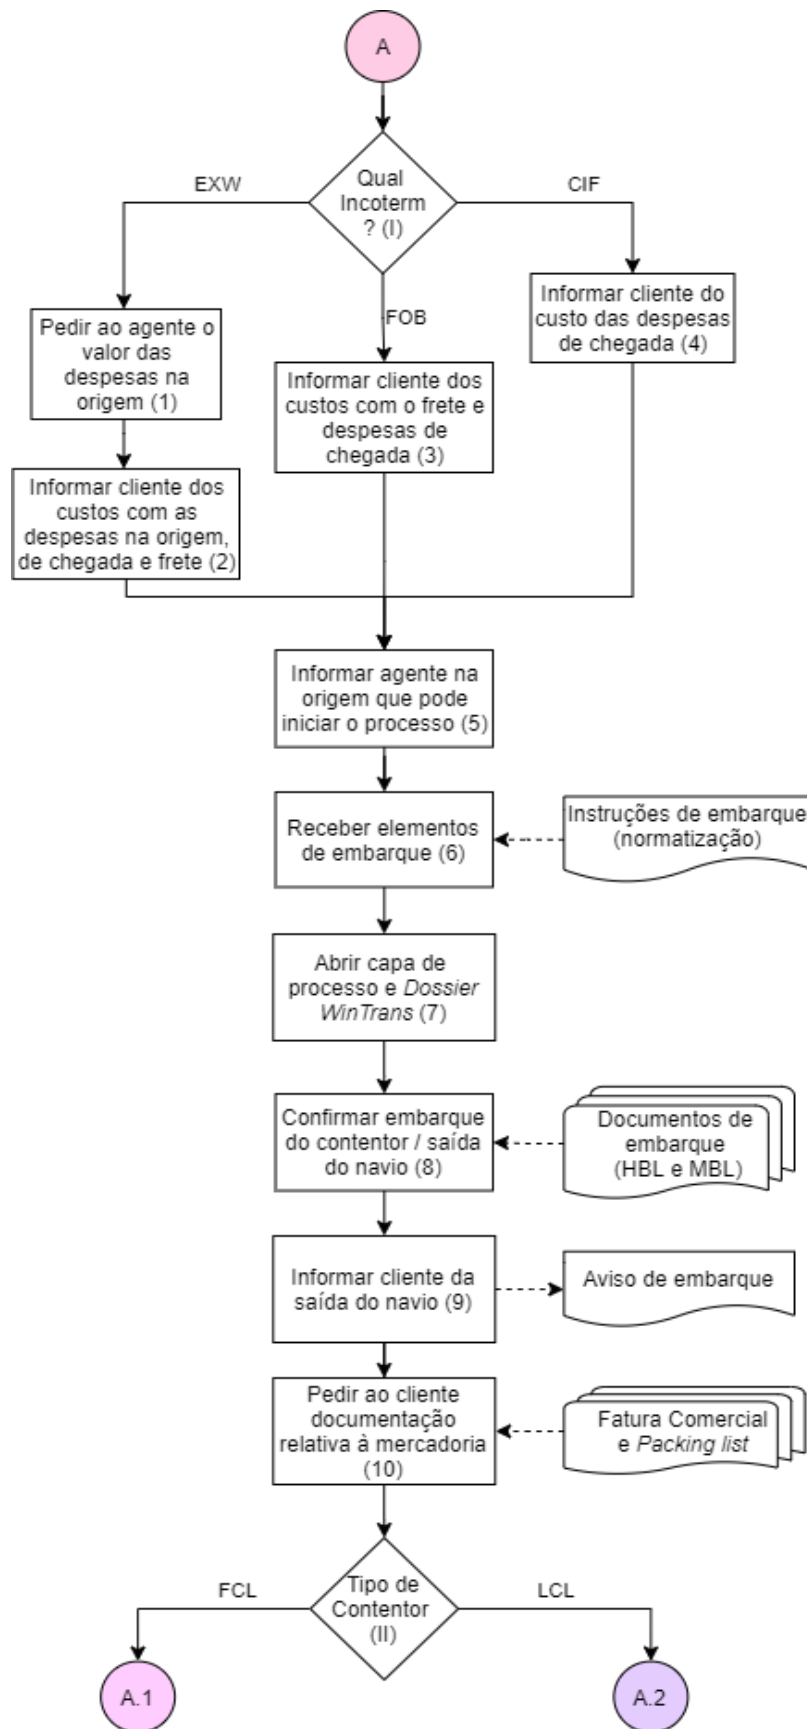 A
Qual
Incoterm
? (I)
EXW
CIF
FOB
Pedir ao agente o
valor das
despesas na
origem (1)
Informar cliente do
custo das despesas
de chegada (4)
Informar cliente dos
custos com o frete e
despesas de
chegada (3)
Informar cliente dos
custos com as
despesas na origem,
de chegada e frete (2)
Informar agente na
origem que pode
iniciar o processo (5)
Receber elementos
de embarque (6)
Instruções de embarque
(normatização)
Abrir capa de
processo e Dossier
WinTrans (7)
Confirmar embarque
do contentor / saída
do navio (8)
Documentos de
embarque
(HBL e MBL)
Informar cliente da
saída do navio (9)
Aviso de embarque
Pedir ao cliente
documentação
relativa à mercadoria
(10)
Fatura Comercial
e Packing list
Tipo de
Contentor
(II)
FCL
LCL
A.1
A.2